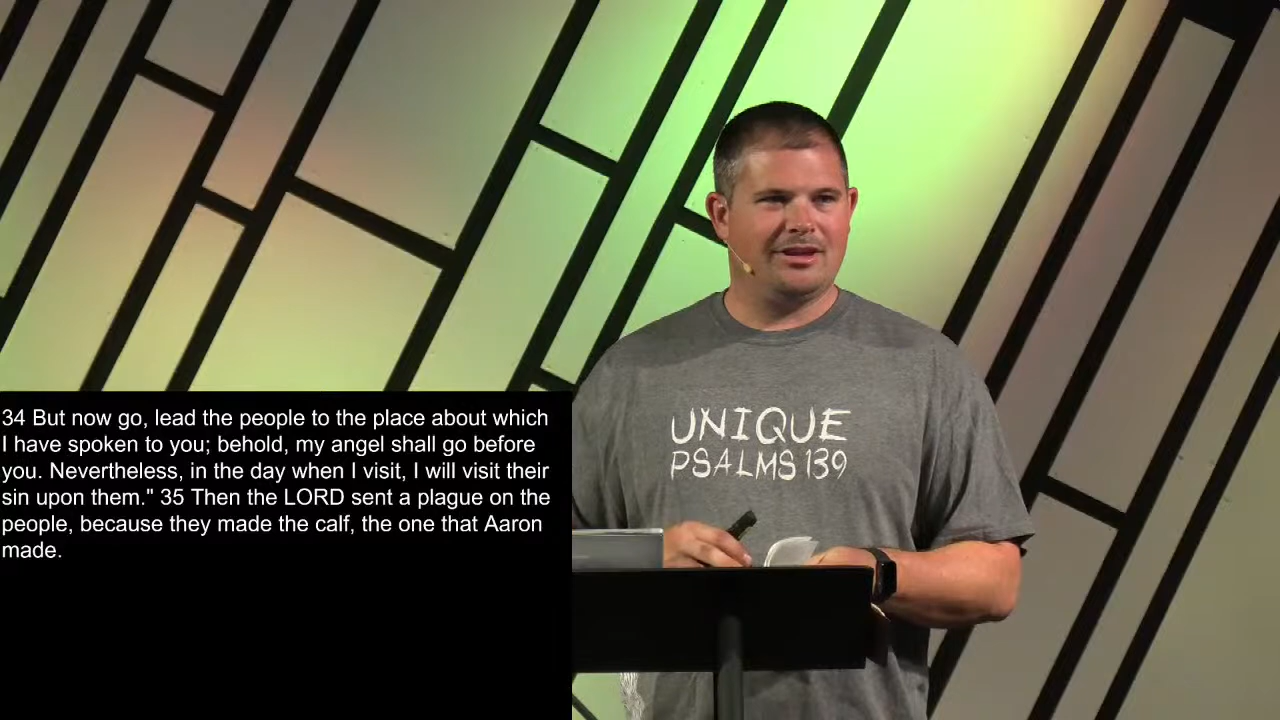 34 But now go, lead the people to the place about which
I have spoken to you; behold, my angel shall go before
you. Nevertheless, in the day when I visit, I will visit their
sin upon them." 35 Then the LORD sent a plague on the
people, because they made the calf, the one that Aaron
made.
UNIQUE
PSALMS 139